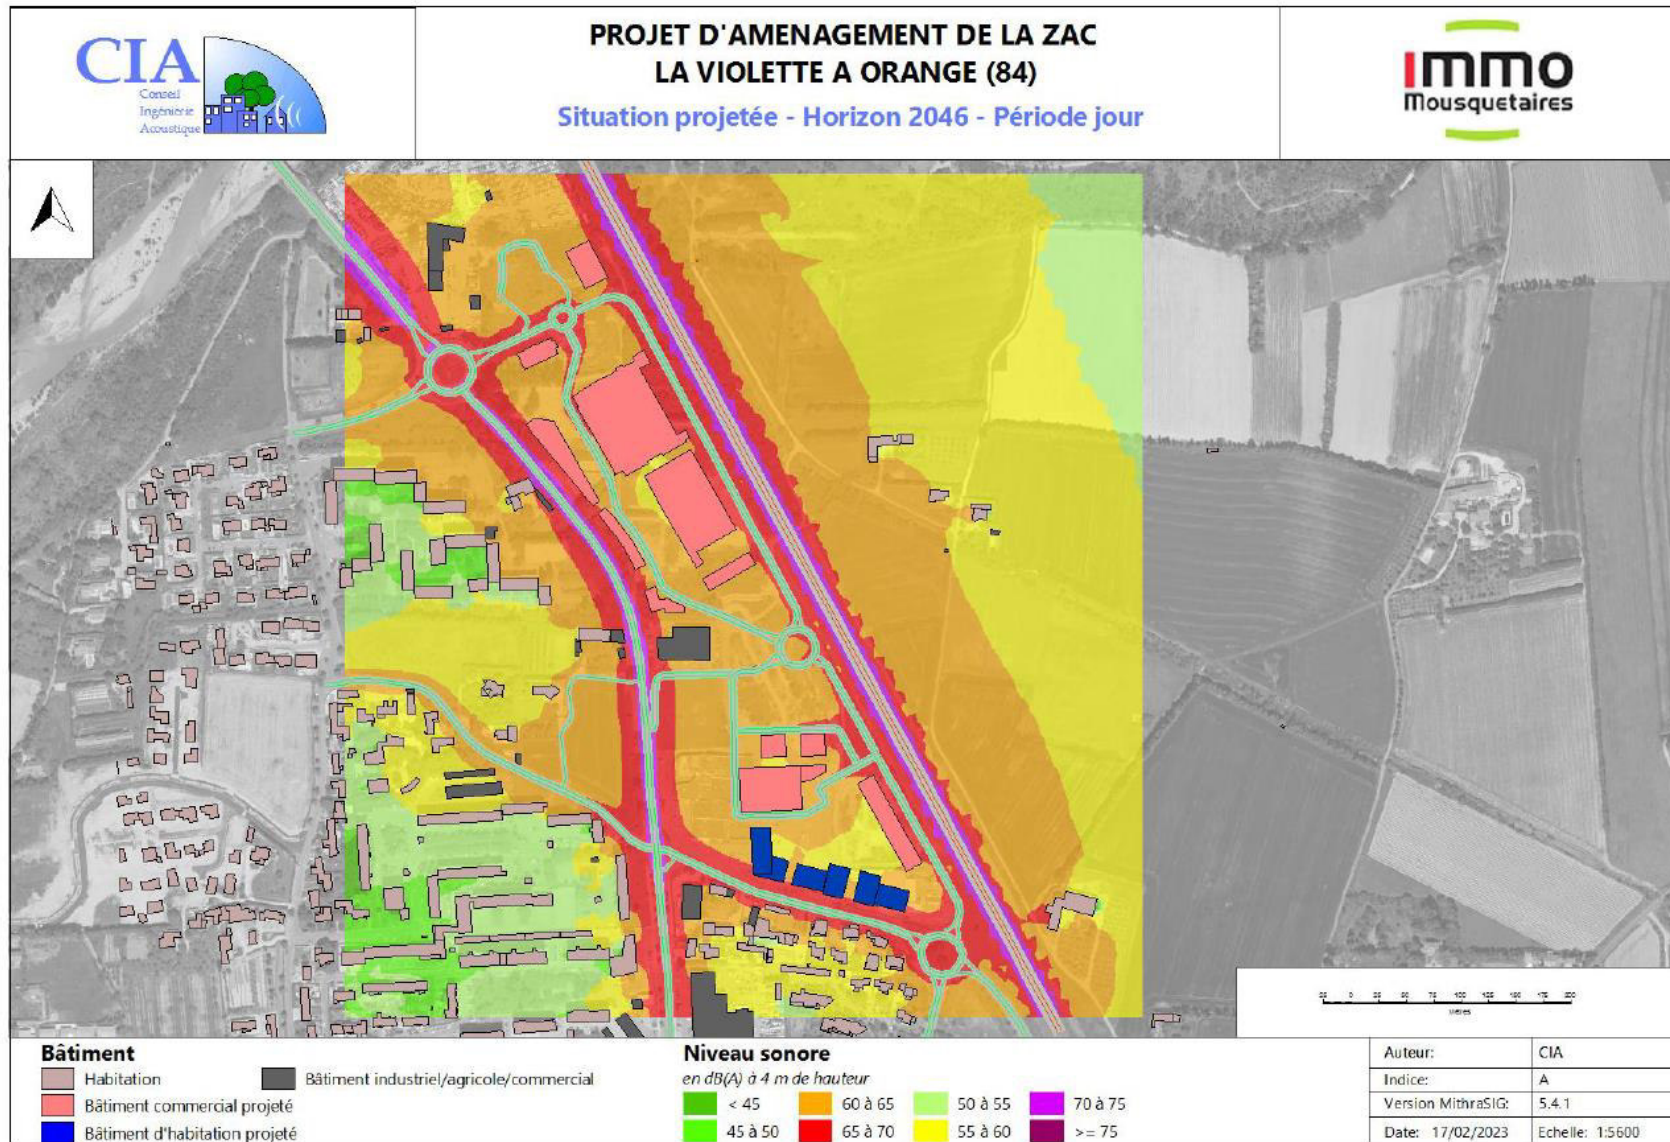 CIA
Conseil
Ingénierie
Acoustique
PROJET D'AMENAGEMENT DE LA ZAC
LA VIOLETTE A ORANGE (84)
Situation projetée - Horizon 2046 - Période jour
Immo
Mousquetaires
Bâtiment
Habitation
Bâtiment industriel/agricole/commercial
Bâtiment commercial projeté
Bâtiment d'habitation projeté
Niveau sonore
en dB(A) à 4 m de hauteur
< 45
60 à 65
50 à 55
70 à 75
45 à 50
65 à 70
55 à 60
>= 75
Auteur: CIA
Indice: A
Version MithraSIG: 5.4.1
Date: 17/02/2023 Echelle: 1:5600